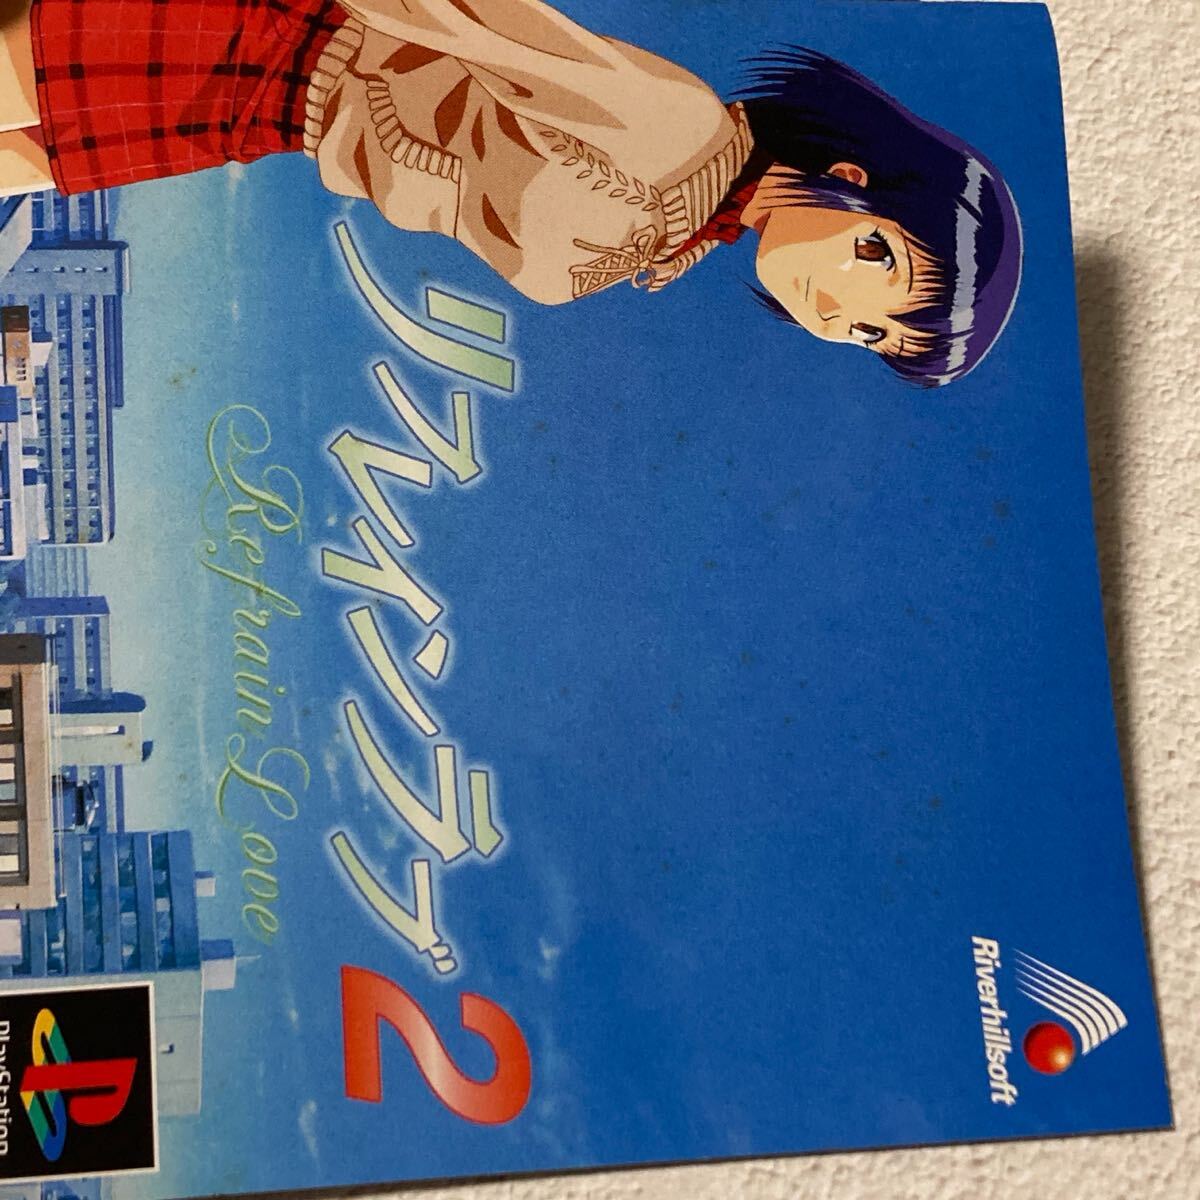 リフレインラブ2
Refrain Love
Riverhillsoft
PlayStation